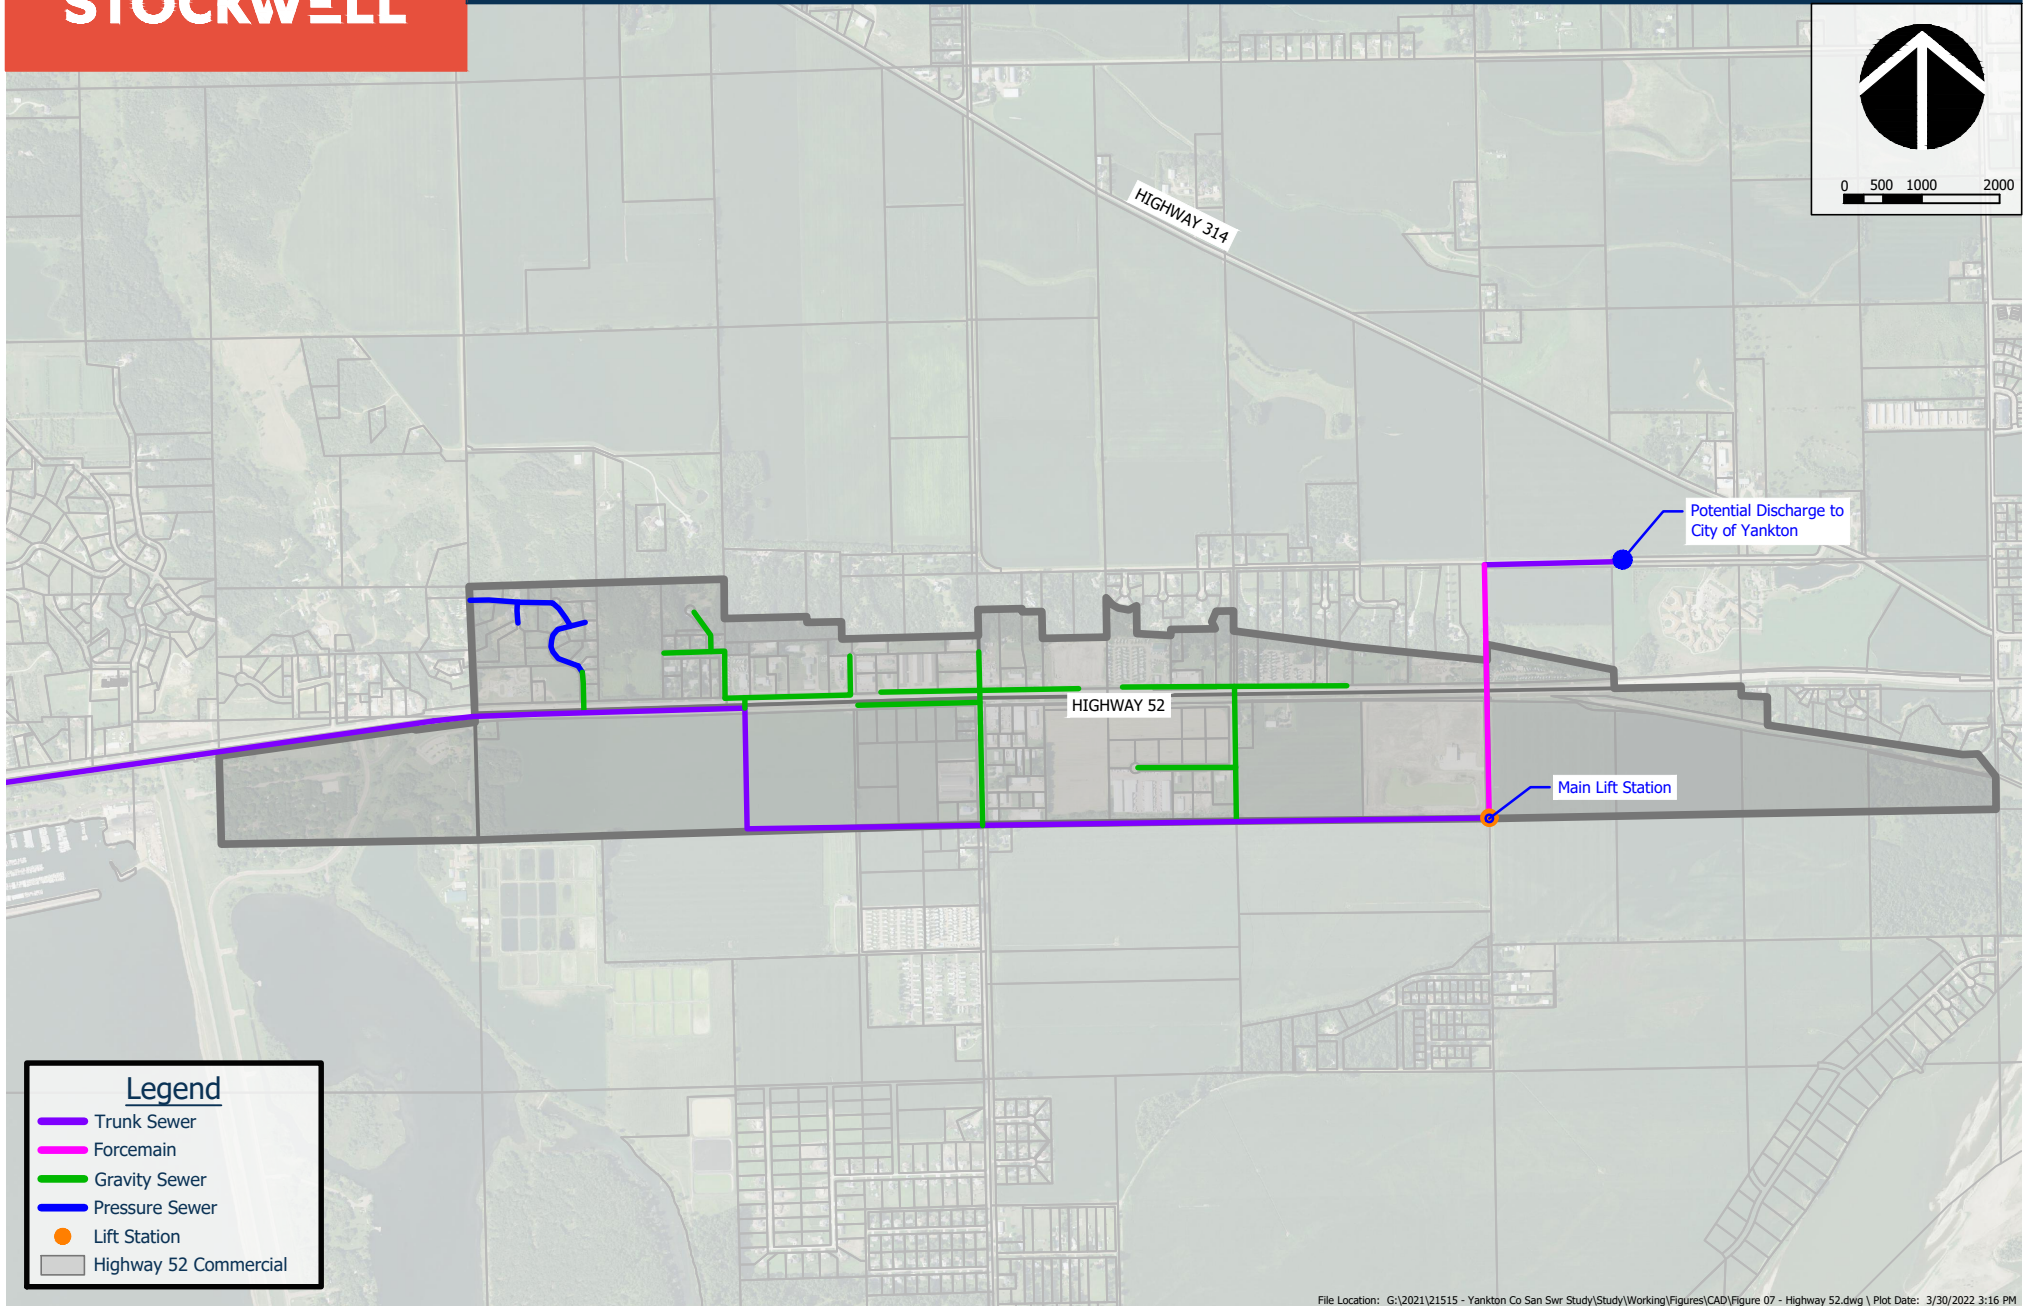 STOCKWELL
0 500 1000 2000
HIGHWAY 314
Potential Discharge to
City of Yankton
HIGHWAY 52
Main Lift Station
Legend
Trunk Sewer
Forcemain
Gravity Sewer
Pressure Sewer
Lift Station
Highway 52 Commercial
File Location: G:\2021\21515 - Yankton Co San Swr Study\Study\Working\Figures\CAD\Figure 07 - Highway 52.dwg \ Plot Date: 3/30/2022 3:16 PM